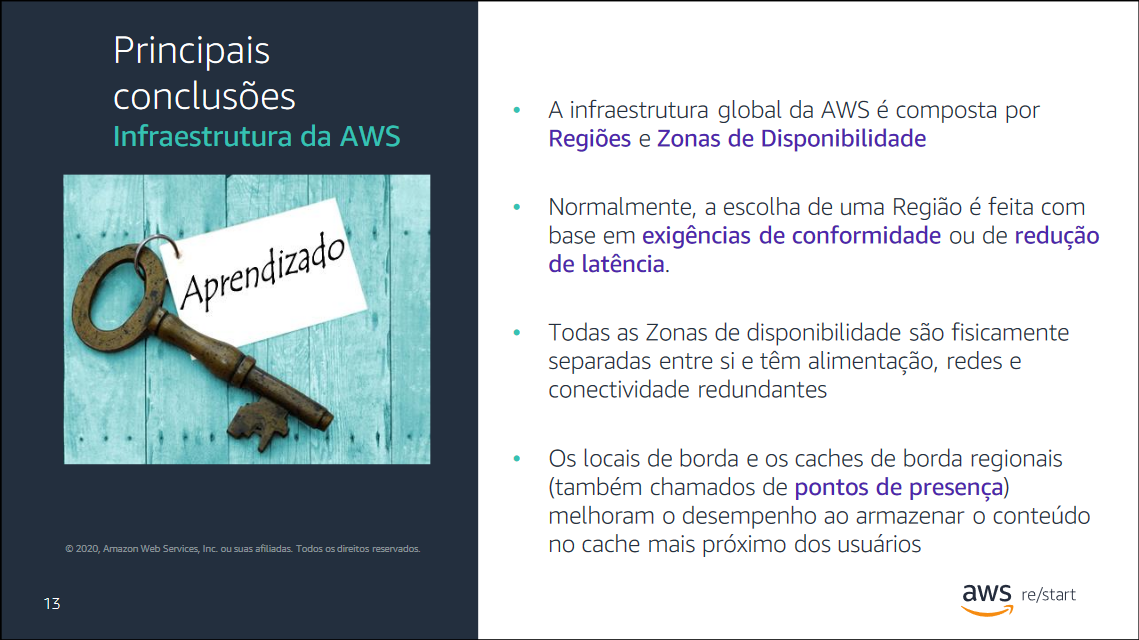 Principais
conclusões
Infraestrutura da AWS
Aprendizado
© 2020, Amazon Web Services, Inc. ou suas afiliadas. Todos os direitos reservados.
13
• A infraestrutura global da AWS é composta por
Regiões e Zonas de Disponibilidade
• Normalmente, a escolha de uma Região é feita com
base em exigências de conformidade ou de redução
de latência.
• Todas as Zonas de disponibilidade são fisicamente
separadas entre si e têm alimentação, redes e
conectividade redundantes
• Os locais de borda e os caches de borda regionais
(também chamados de pontos de presença)
melhoram o desempenho ao armazenar o conteúdo
no cache mais próximo dos usuários
aws re/start